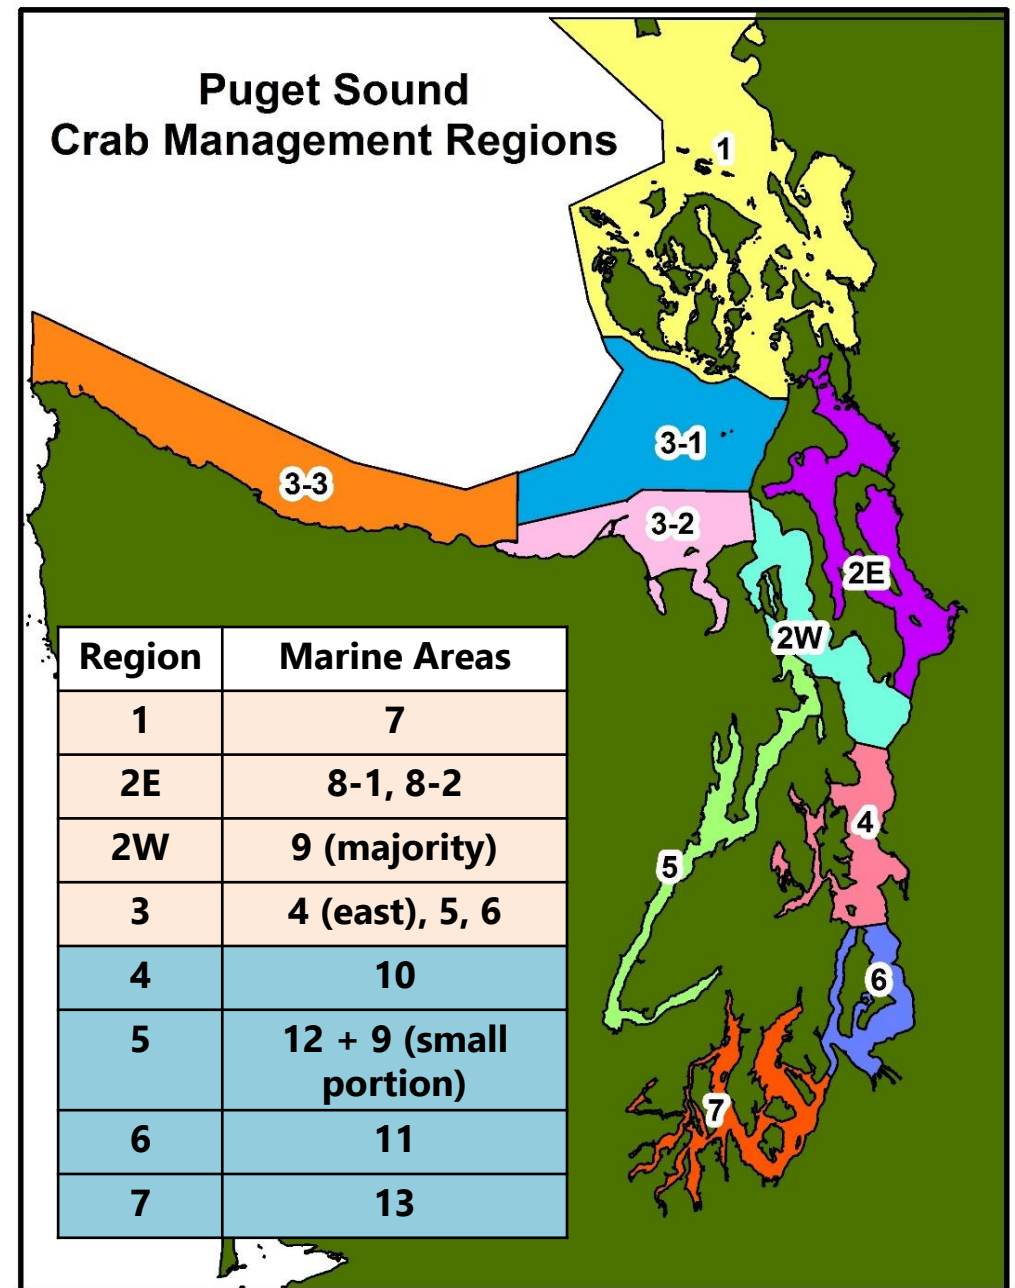 Puget Sound
Crab Management Regions
1
3-1
3-3
3-2
2E
2W
4
5
6
7
Region Marine Areas
1 7
2E 8-1, 8-2
2W 9 (majority)
3 4 (east), 5, 6
4 10
5 12 + 9 (small
portion)
6 11
7 13